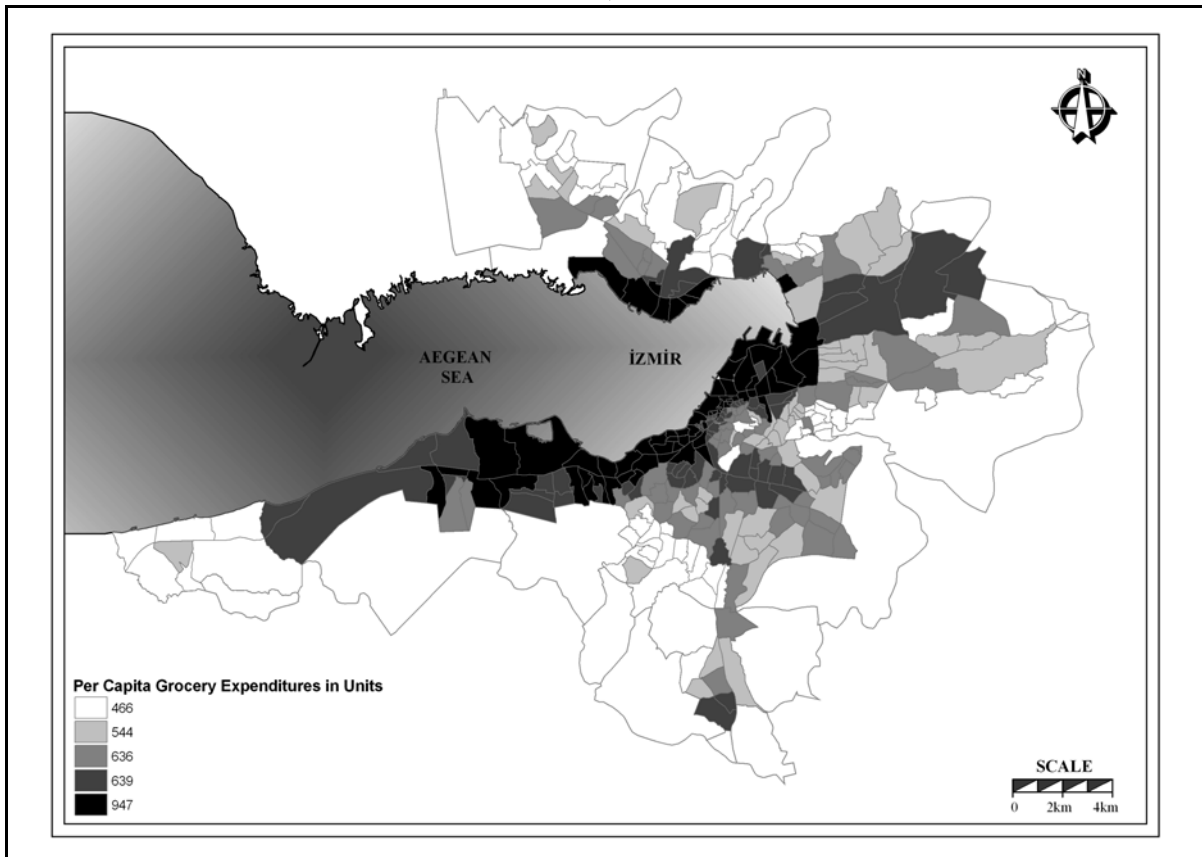 N
AEGEAN
SEA
İZMİR
Per Capita Grocery Expenditures in Units
466
544
636
639
947
SCALE
0 2km 4km